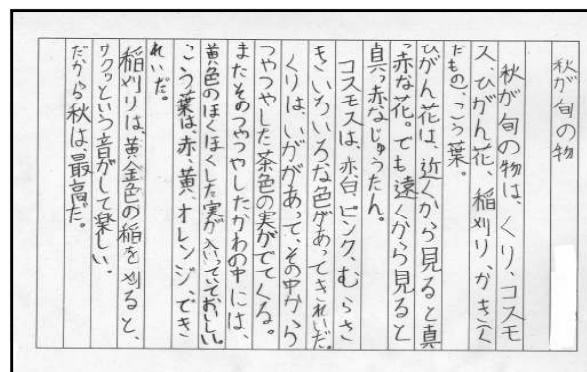 秋が旬の物
秋が旬の物は、くり、コスモ
ス、ひがん花、稲刈り、かきく
だもの、こう葉。
ひがん花は、近くから見ると真
っ赤な花。でも遠くから見ると
真っ赤なじゅうたん。
コスモスは、赤、白、ピンク、むらさ
きいろいろな色があってきれいだ。
くりは、いががあって、その中から
つやつやした茶色の実がでてくる。
またそのつやつやしたかわの中には、
黄色のほくほくした実が入いていておいしい。
こう葉は、赤、黄、オレンジ、でき
れいだ。
稲刈りは、黄金色の稲を刈ると、
サクッという音がして楽しい。
だから秋は、最高だ。